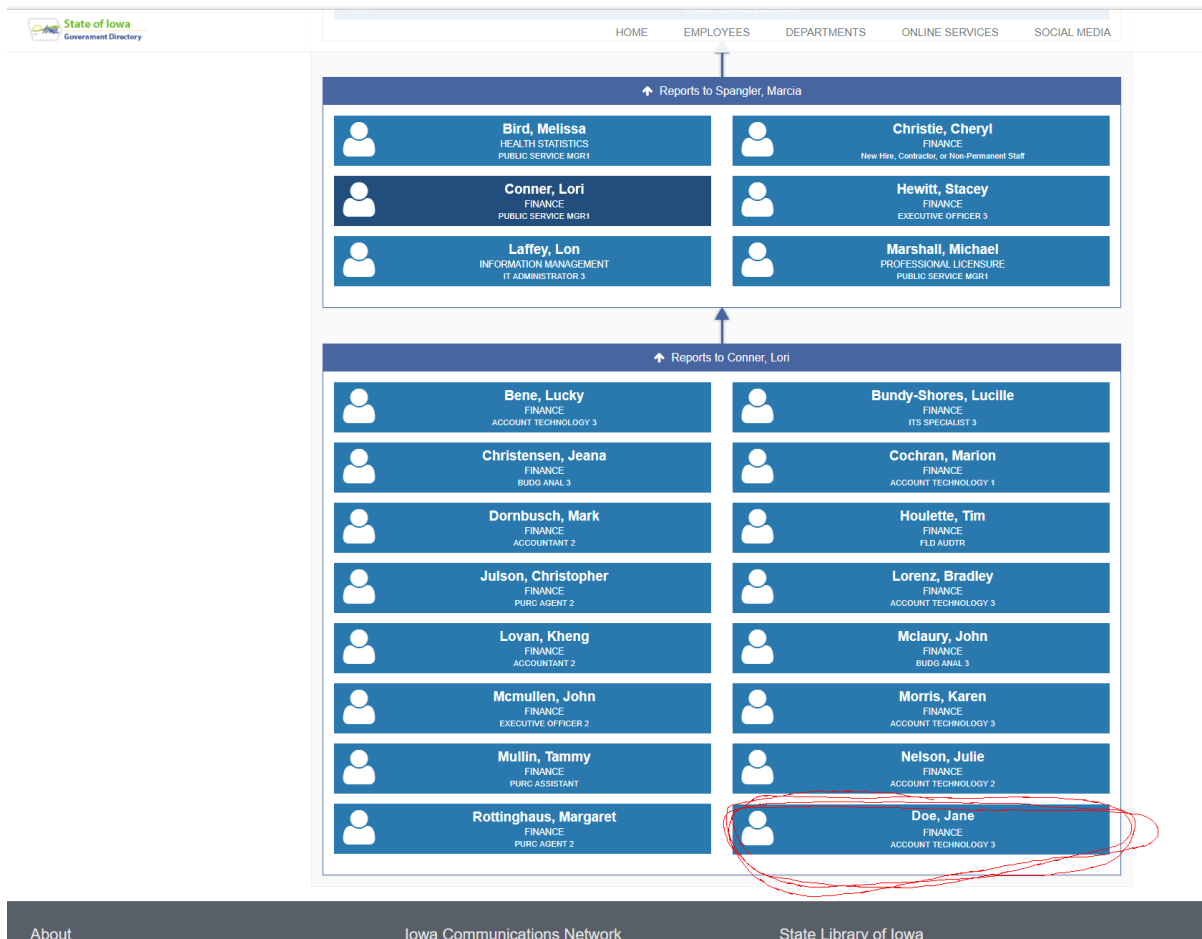 State of Iowa
Government Directory
HOME EMPLOYEES DEPARTMENTS ONLINE SERVICES SOCIAL MEDIA
Reports to Spangler, Marcia
Bird, Melissa
HEALTH STATISTICS
PUBLIC SERVICE MGR1
Christie, Cheryl
FINANCE
New Hire, Contractor, or Non-Permanent Staff
Conner, Lori
FINANCE
PUBLIC SERVICE MGR1
Hewitt, Stacey
FINANCE
EXECUTIVE OFFICER 3
Laffey, Lon
INFORMATION MANAGEMENT
IT ADMINISTRATOR 3
Marshall, Michael
PROFESSIONAL LICENSURE
PUBLIC SERVICE MGR1
Reports to Conner, Lori
Bene, Lucky
FINANCE
ACCOUNT TECHNOLOGY 3
Bundy-Shores, Lucille
FINANCE
ITS SPECIALIST 3
Christensen, Jeana
FINANCE
BUDG ANAL 3
Cochran, Marion
FINANCE
ACCOUNT TECHNOLOGY 1
Dornbusch, Mark
FINANCE
ACCOUNTANT 2
Houlette, Tim
FINANCE
FLD AUDTR
Julson, Christopher
FINANCE
PURC AGENT 2
Lorenz, Bradley
FINANCE
ACCOUNT TECHNOLOGY 3
Lovan, Kheng
FINANCE
ACCOUNTANT 2
Mclaury, John
FINANCE
BUDG ANAL 3
Mcmullen, John
FINANCE
EXECUTIVE OFFICER 2
Morris, Karen
FINANCE
ACCOUNT TECHNOLOGY 3
Mullin, Tammy
FINANCE
PURC ASSISTANT
Nelson, Julie
FINANCE
ACCOUNT TECHNOLOGY 2
Rottinghaus, Margaret
FINANCE
PURC AGENT 2
Doe, Jane
FINANCE
ACCOUNT TECHNOLOGY 3
About Iowa Communications Network State Library of Iowa